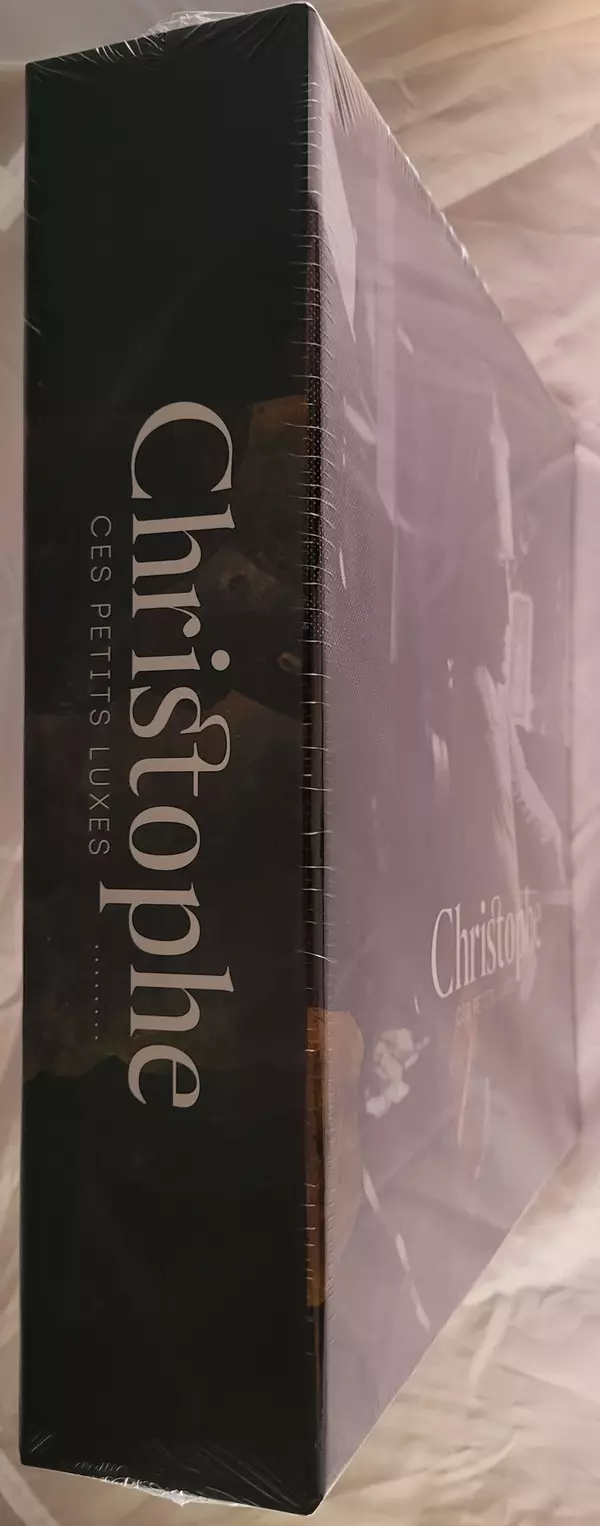 Christophe
CES PETITS LUXES .........
Christophe